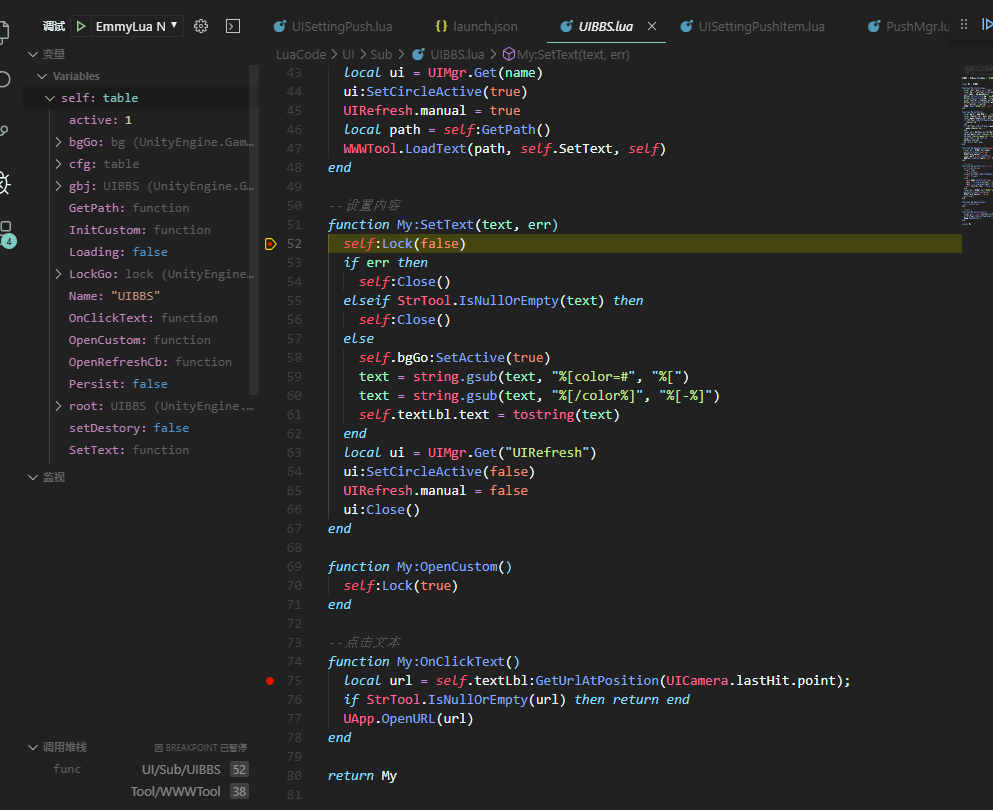 调试 EmmyLua N
UISettingPush.lua
launch.json
UIBBS.lua
UISettingPushItem.lua
PushMgr.lu
变量
Variables
self: table
active: 1
bgGo: bg (UnityEngine.Gam…
cfg: table
gbj: UIBBS (UnityEngine.G…
GetPath: function
InitCustom: function
Loading: false
LockGo: lock (UnityEngine…
Name: "UIBBS"
OnClickText: function
OpenCustom: function
OpenRefreshCb: function
Persist: false
root: UIBBS (UnityEngine.…
setDestory: false
SetText: function
监视
4
调用堆栈
BREAKPOINT 已暂停
func UI/Sub/UIBBS 52
Tool/WWWTool 38
LuaCode > UI > Sub > UIBBS.lua > My:SetText(text, err)
43 local ui = UIMgr.Get(name)
44 ui:SetCircleActive(true)
45 UIRefresh.manual = true
46 local path = self:GetPath()
47 WWWTool.LoadText(path, self.SetText, self)
48 end
49
50 --设置内容
51 function My:SetText(text, err)
52 self:Lock(false)
53 if err then
54 self:Close()
55 elseif StrTool.IsNullOrEmpty(text) then
56 self:Close()
57 else
58 self.bgGo:SetActive(true)
59 text = string.gsub(text, "%[color=#", "%[")
60 text = string.gsub(text, "%[/color%]", "%[-%]")
61 self.textLbl.text = tostring(text)
62 end
63 local ui = UIMgr.Get("UIRefresh")
64 ui:SetCircleActive(false)
65 UIRefresh.manual = false
66 ui:Close()
67 end
68
69 function My:OpenCustom()
70 self:Lock(true)
71 end
72
73 --点击文本
74 function My:OnClickText()
75 local url = self.textLbl:GetUrlAtPosition(UICamera.lastHit.point);
76 if StrTool.IsNullOrEmpty(url) then return end
77 UApp.OpenURL(url)
78 end
79
80 return My
81